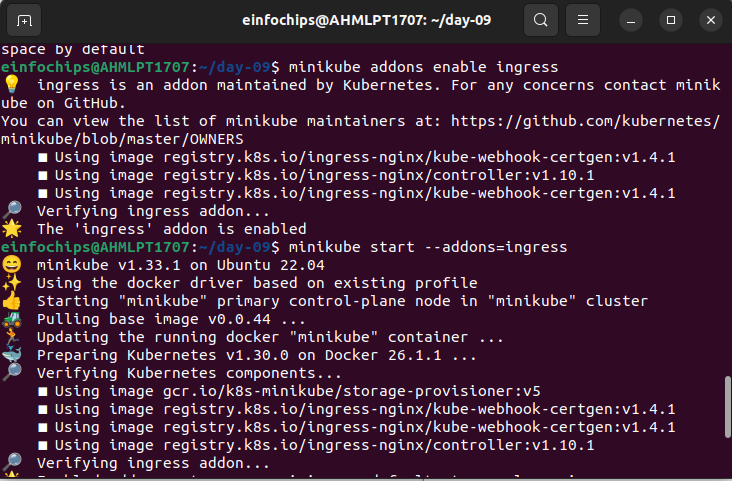 einfochips@AHMLPT1707: ~/day-09
space by default
einfochips@AHMLPT1707:~/day-09$ minikube addons enable ingress
💡  ingress is an addon maintained by Kubernetes. For any concerns contact minik
ube on GitHub.
You can view the list of minikube maintainers at: https://github.com/kubernetes/
minikube/blob/master/OWNERS
    ■ Using image registry.k8s.io/ingress-nginx/kube-webhook-certgen:v1.4.1
    ■ Using image registry.k8s.io/ingress-nginx/controller:v1.10.1
    ■ Using image registry.k8s.io/ingress-nginx/kube-webhook-certgen:v1.4.1
🔎  Verifying ingress addon...
🌟  The 'ingress' addon is enabled
einfochips@AHMLPT1707:~/day-09$ minikube start --addons=ingress
😄  minikube v1.33.1 on Ubuntu 22.04
✨  Using the docker driver based on existing profile
👍  Starting "minikube" primary control-plane node in "minikube" cluster
🚜  Pulling base image v0.0.44 ...
🏃  Updating the running docker "minikube" container ...
🐳  Preparing Kubernetes v1.30.0 on Docker 26.1.1 ...
🔎  Verifying Kubernetes components...
    ■ Using image gcr.io/k8s-minikube/storage-provisioner:v5
    ■ Using image registry.k8s.io/ingress-nginx/kube-webhook-certgen:v1.4.1
    ■ Using image registry.k8s.io/ingress-nginx/kube-webhook-certgen:v1.4.1
    ■ Using image registry.k8s.io/ingress-nginx/controller:v1.10.1
🔎  Verifying ingress addon...